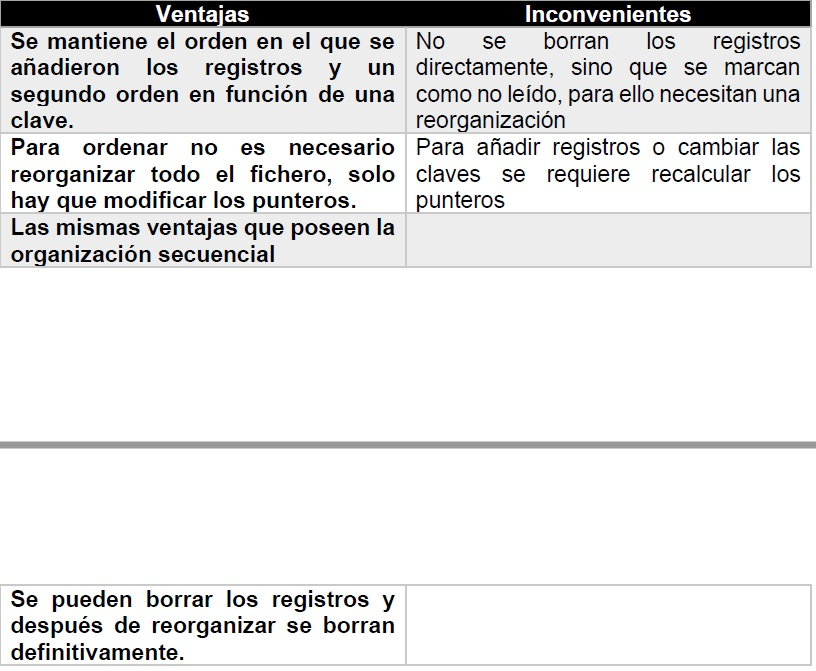 Ventajas
Inconvenientes
Se mantiene el orden en el que se
añadieron los registros y un
segundo orden en función de una
clave.
No se borran los registros
directamente, sino que se marcan
como no leído, para ello necesitan una
reorganización
Para ordenar no es necesario
reorganizar todo el fichero, solo
hay que modificar los punteros.
Para añadir registros o cambiar las
claves se requiere recalcular los
punteros
Las mismas ventajas que poseen la
organización secuencial
Se pueden borrar los registros y
después de reorganizar se borran
definitivamente.